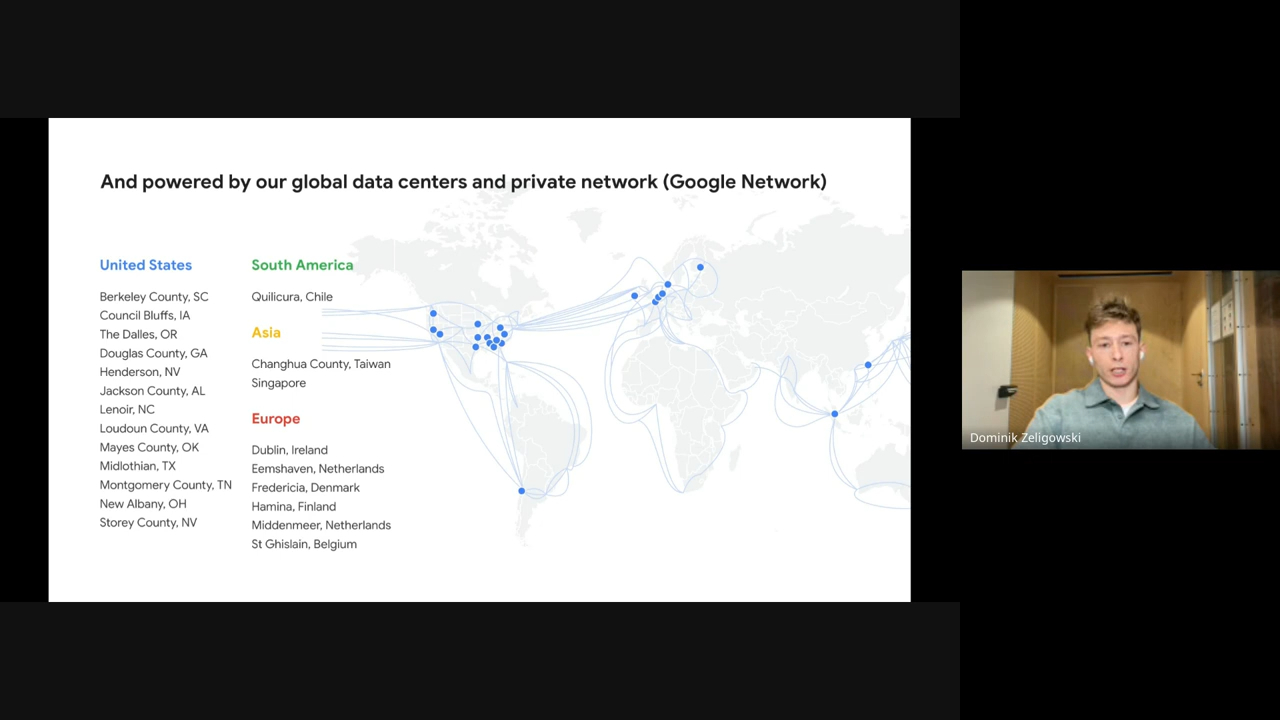 And powered by our global data centers and private network (Google Network)
United States
Berkeley County, SC
Council Bluffs, IA
The Dalles, OR
Douglas County, GA
Henderson, NV
Jackson County, AL
Lenoir, NC
Loudoun County, VA
Mayes County, OK
Midlothian, TX
Montgomery County, TN
New Albany, OH
Storey County, NV
South America
Quilicura, Chile
Asia
Changhua County, Taiwan
Singapore
Europe
Dublin, Ireland
Eemshaven, Netherlands
Fredericia, Denmark
Hamina, Finland
Middenmeer, Netherlands
St Ghislain, Belgium
Dominik Zeligowski